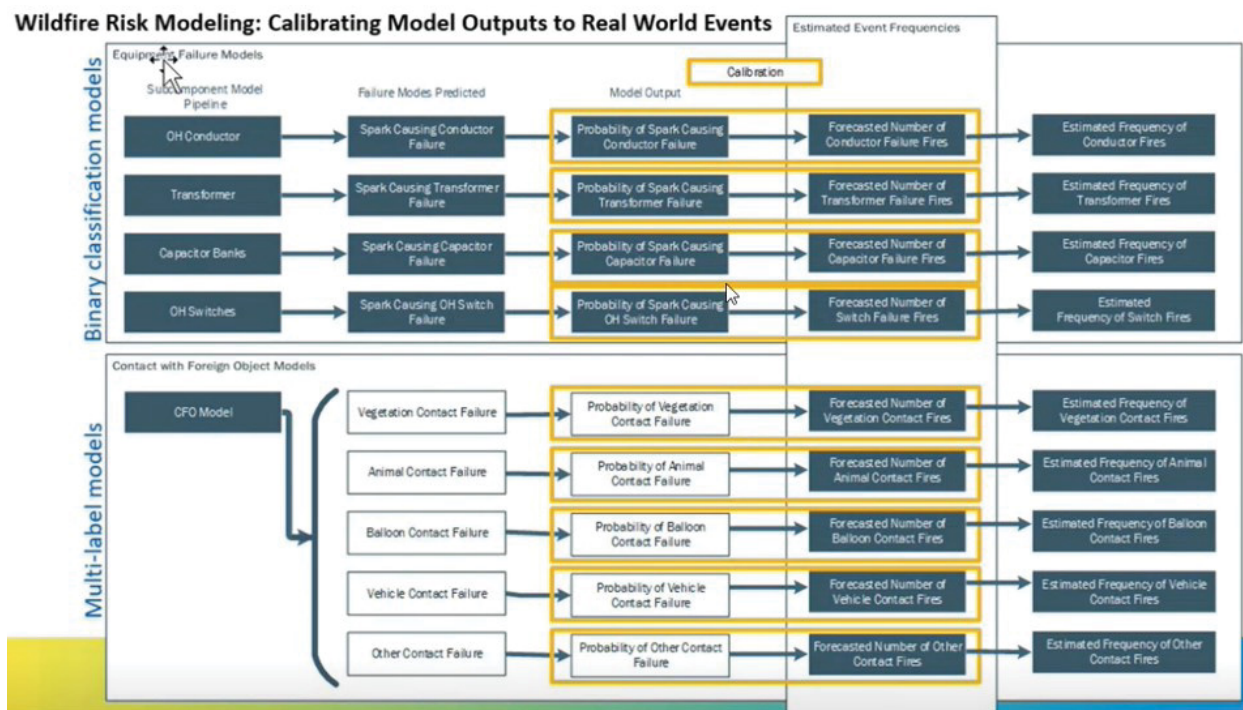 Wildfire Risk Modeling: Calibrating Model Outputs to Real World Events
Estimated Event Frequencies
Binary classification models
Equipment Failure Models
Calibration
Subcomponent Model
Pipeline
Failure Modes Predicted
Model Output
OH Conductor
Spark Causing Conductor
Failure
Probability of Spark Causing
Conductor Failure
Forecasted Number of
Conductor Failure Fires
Estimated Frequency of
Conductor Fires
Transformer
Spark Causing Transformer
Failure
Probability of Spark Causing
Transformer Failure
Forecasted Number of
Transformer Failure Fires
Estimated Frequency of
Transformer Fires
Capacitor Banks
Spark Causing Capacitor
Failure
Probability of Spark Causing
Capacitor Failure
Forecasted Number of
Capacitor Failure Fires
Estimated Frequency of
Capacitor Fires
OH Switches
Spark Causing OH Switch
Failure
Probability of Spark Causing
OH Switch Failure
Forecasted Number of
Switch Failure Fires
Estimated
Frequency of Switch Fires
Multi-label models
Contact with Foreign Object Models
CFO Model
Vegetation Contact Failure
Probability of Vegetation
Contact Failure
Forecasted Number of
Vegetation Contact Fires
Estimated Frequency of
Vegetation Contact Fires
Animal Contact Failure
Probability of Animal
Contact Failure
Forecasted Number of
Animal Contact Fires
Estimated Frequency of Animal
Contact Fires
Balloon Contact Failure
Probability of Balloon
Contact Failure
Forecasted Number of
Balloon Contact Fires
Estimated Frequency of Balloon
Contact Fires
Vehicle Contact Failure
Probability of Vehicle
Contact Failure
Forecasted Number of
Vehicle Contact Fires
Estimated Frequency of Vehicle
Contact Fires
Other Contact Failure
Probability of Other Contact
Failure
Forecasted Number of Other
Contact Fires
Estimated Frequency of Other
Contact Fires